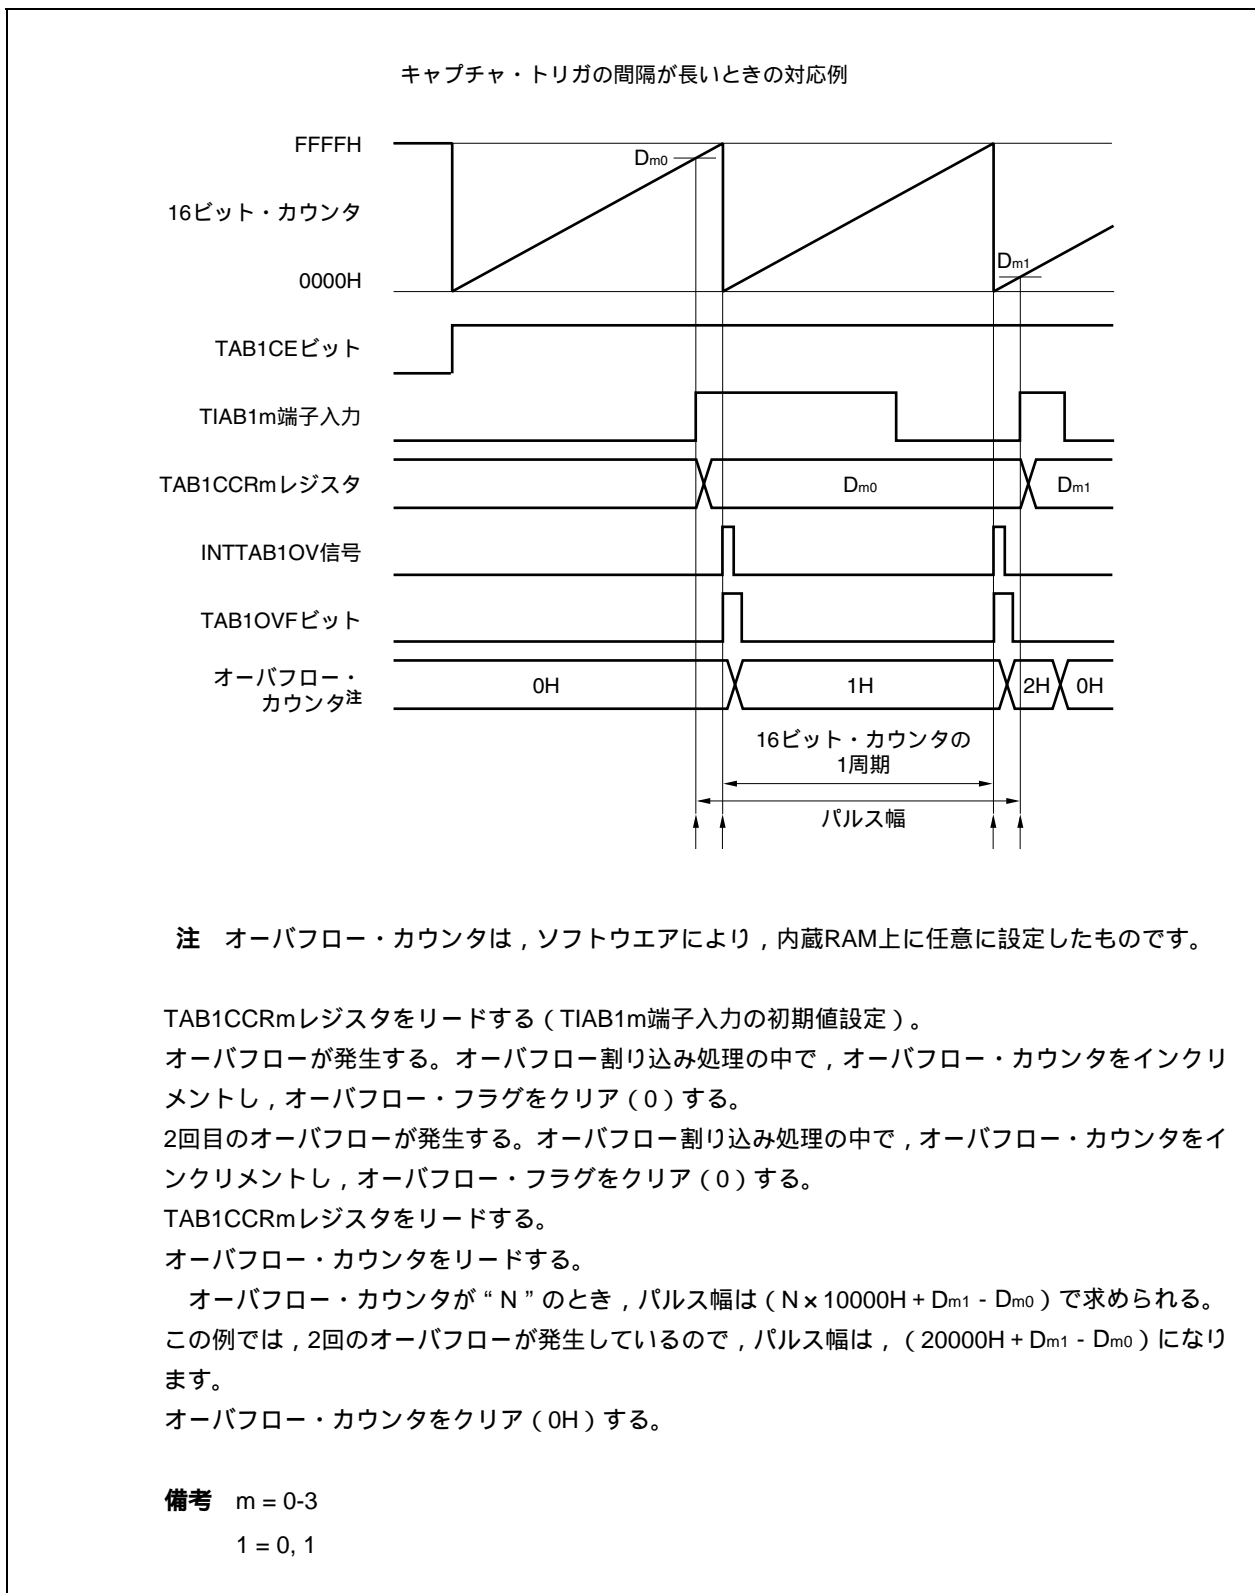 キャプチャ・トリガの間隔が長いときの対応例
FFFFH
16ビット・カウンタ
0000H
Dm0
Dm1
TAB1CEビット
TIAB1m端子入力
TAB1CCRmレジスタ
Dm0
Dm1
INTTAB1OV信号
TAB1OVFビット
オーバフロー・
カウンタ注
0H
1H
2H
0H
16ビット・カウンタの
1周期
パルス幅
注 オーバフロー・カウンタは，ソフトウエアにより，内蔵RAM上に任意に設定したものです。
TAB1CCRmレジスタをリードする（TIAB1m端子入力の初期値設定）。
オーバフローが発生する。オーバフロー割り込み処理の中で，オーバフロー・カウンタをインクリ
メントし，オーバフロー・フラグをクリア（0）する。
2回目のオーバフローが発生する。オーバフロー割り込み処理の中で，オーバフロー・カウンタをイ
ンクリメントし，オーバフロー・フラグをクリア（0）する。
TAB1CCRmレジスタをリードする。
オーバフロー・カウンタをリードする。
オーバフロー・カウンタが“N”のとき，パルス幅は（N×10000H＋Dm1 - Dm0）で求められる。
この例では，2回のオーバフローが発生しているので，パルス幅は，（20000H＋Dm1 - Dm0）になり
ます。
オーバフロー・カウンタをクリア（0H）する。
備考 m = 0-3
1 = 0, 1